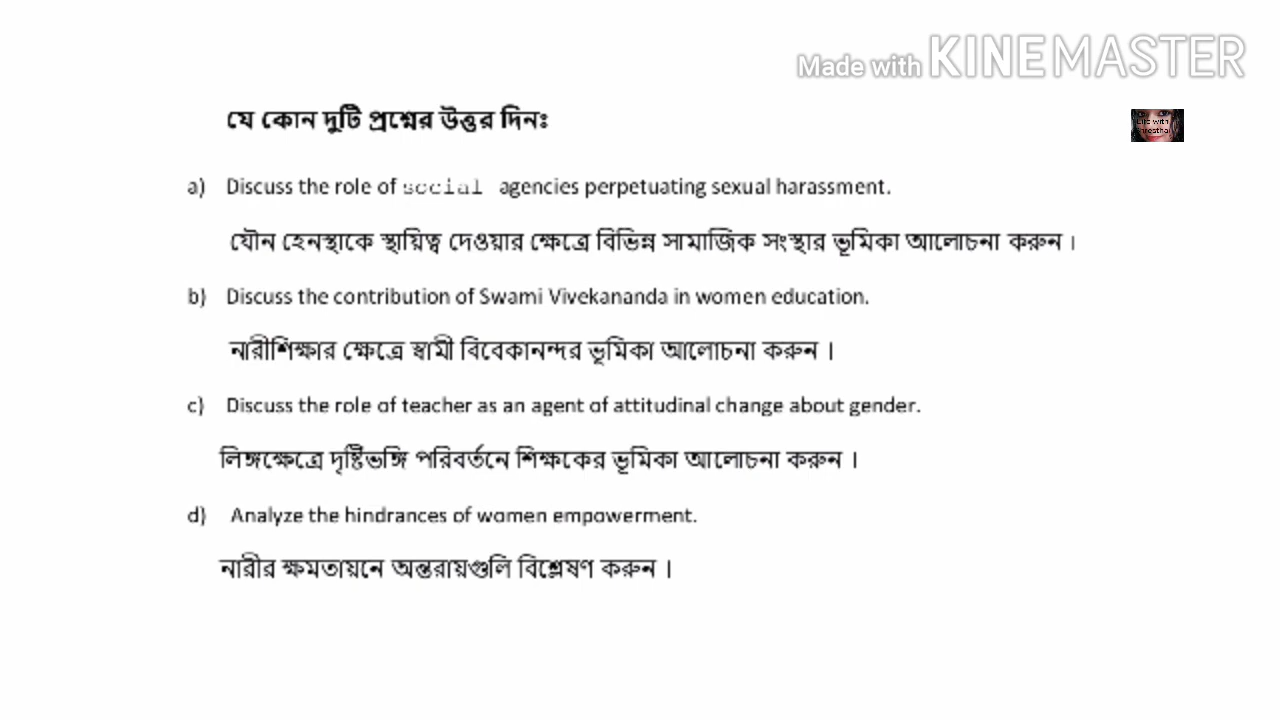 Made with KINEMASTER
যে কোন দুটি প্রশ্নের উত্তর দিনঃ
Life with
Shrestha
a) Discuss the role of social agencies perpetuating sexual harassment.
যৌন হেনস্থাকে স্থায়িত্ব দেওয়ার ক্ষেত্রে বিভিন্ন সামাজিক সংস্থার ভূমিকা আলোচনা করুন ।
b) Discuss the contribution of Swami Vivekananda in women education.
নারীশিক্ষার ক্ষেত্রে স্বামী বিবেকানন্দর ভূমিকা আলোচনা করুন ।
c) Discuss the role of teacher as an agent of attitudinal change about gender.
লিঙ্গক্ষেত্রে দৃষ্টিভঙ্গি পরিবর্তনে শিক্ষকের ভূমিকা আলোচনা করুন ।
d) Analyze the hindrances of women empowerment.
নারীর ক্ষমতায়নে অন্তরায়গুলি বিশ্লেষণ করুন ।